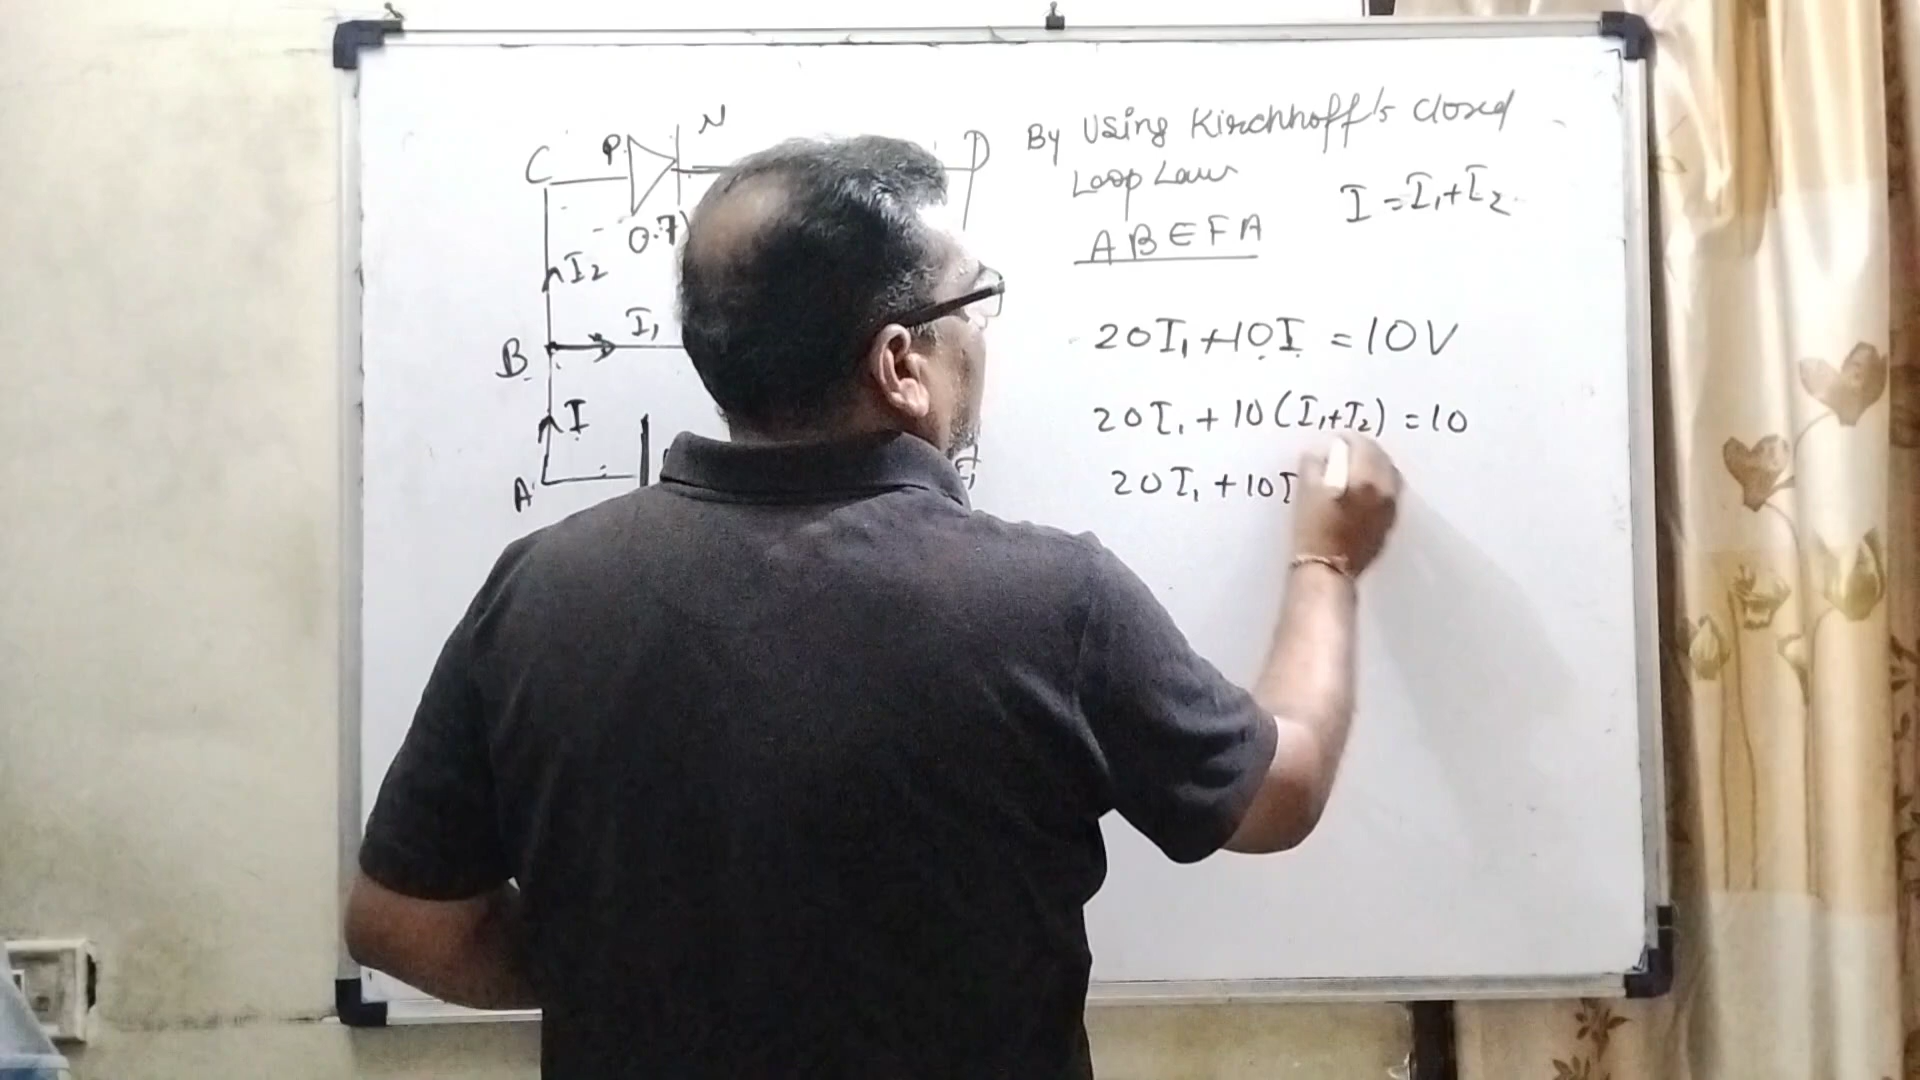 C P N D
0.7
I2
I1
B
I
A
By Using Kirchhoff's Closed
Loop Law
I = I1+I2
ABEFA
20I1+10I = 10V
20I1 + 10(I1+I2) = 10
20I1 + 10I